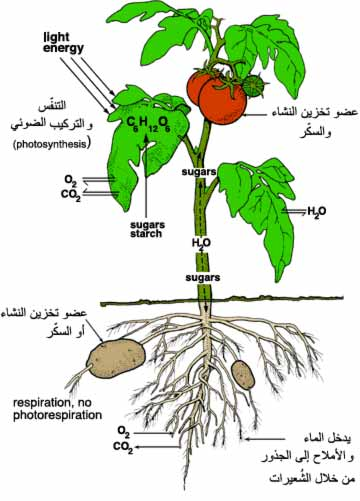 light
energy
التنفّس
و التركيب الضوئي
(photosynthesis)
C6H12O6
عضو تخزين النشاء
والسكّر
sugars
O2
CO2
sugars
starch
H2O
H2O
sugars
عضو تخزين النشاء
أو السكّر
respiration, no
photorespiration
O2
CO2
يدخل الماء
والأملاح إلى الجذور
من خلال الشُعيرات